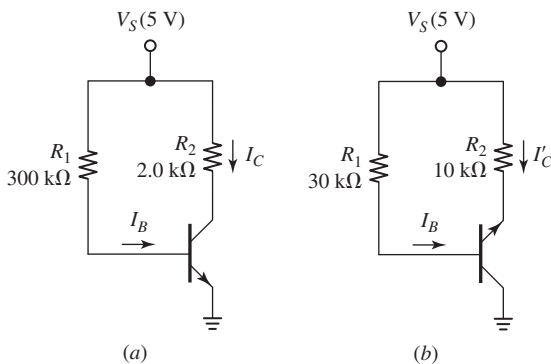 V_S (5 V)
R_1
300 kΩ
R_2
2.0 kΩ
I_C
I_B
(a)
V_S (5 V)
R_1
30 kΩ
R_2
10 kΩ
I'_C
I_B
(b)